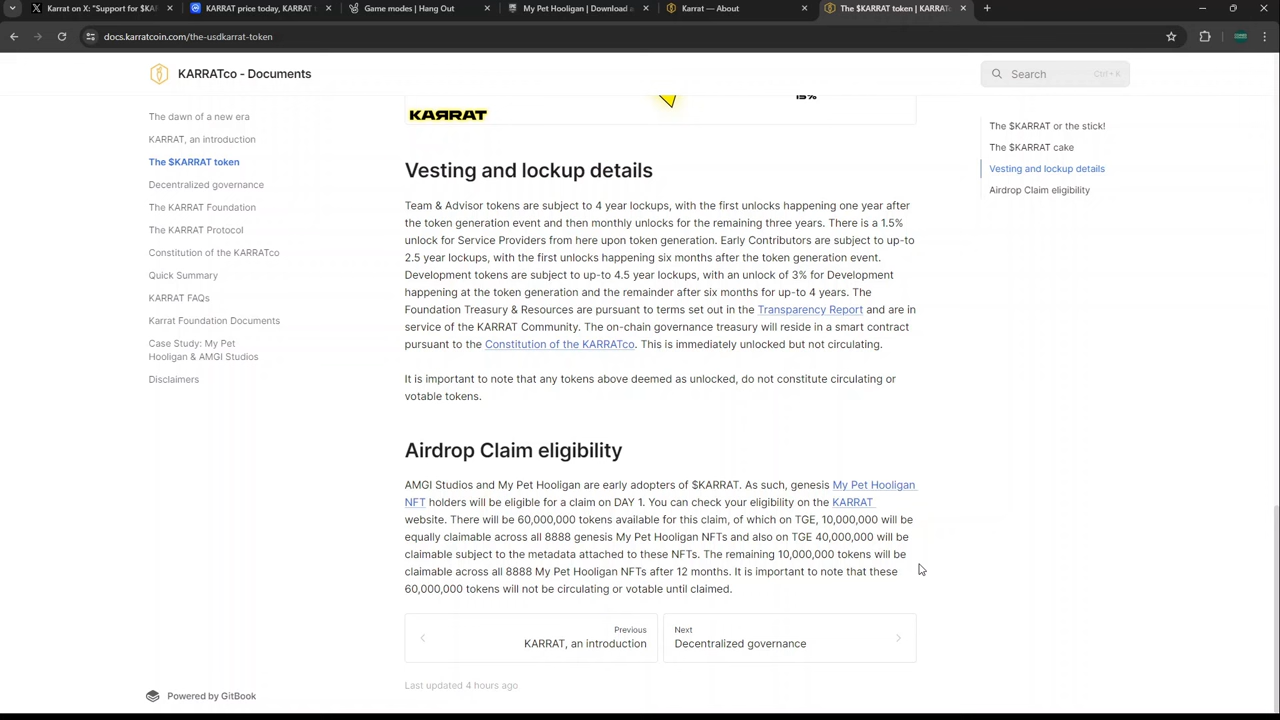 Karrat on X: "Support for $KAR
KARRAT price today, KARRAT t
Game modes | Hang Out
My Pet Hooligan | Download o
Karrat — About
The $KARRAT token | KARRATc
docs.karratcoin.com/the-usdkarrat-token
KARRATco - Documents
Search
Ctrl + K
The dawn of a new era
KARRAT, an introduction
The $KARRAT token
Decentralized governance
The KARRAT Foundation
The KARRAT Protocol
Constitution of the KARRATco
Quick Summary
KARRAT FAQs
Karrat Foundation Documents
Case Study: My Pet
Hooligan & AMGI Studios
Disclaimers
KARRAT
15%
Vesting and lockup details
Team & Advisor tokens are subject to 4 year lockups, with the first unlocks happening one year after
the token generation event and then monthly unlocks for the remaining three years. There is a 1.5%
unlock for Service Providers from here upon token generation. Early Contributors are subject to up-to
2.5 year lockups, with the first unlocks happening six months after the token generation event.
Development tokens are subject to up-to 4.5 year lockups, with an unlock of 3% for Development
happening at the token generation and the remainder after six months for up-to 4 years. The
Foundation Treasury & Resources are pursuant to terms set out in the Transparency Report and are in
service of the KARRAT Community. The on-chain governance treasury will reside in a smart contract
pursuant to the Constitution of the KARRATco. This is immediately unlocked but not circulating.
It is important to note that any tokens above deemed as unlocked, do not constitute circulating or
votable tokens.
Airdrop Claim eligibility
AMGI Studios and My Pet Hooligan are early adopters of $KARRAT. As such, genesis My Pet Hooligan
NFT holders will be eligible for a claim on DAY 1. You can check your eligibility on the KARRAT
website. There will be 60,000,000 tokens available for this claim, of which on TGE, 10,000,000 will be
equally claimable across all 8888 genesis My Pet Hooligan NFTs and also on TGE 40,000,000 will be
claimable subject to the metadata attached to these NFTs. The remaining 10,000,000 tokens will be
claimable across all 8888 My Pet Hooligan NFTs after 12 months. It is important to note that these
60,000,000 tokens will not be circulating or votable until claimed.
Previous
KARRAT, an introduction
Next
Decentralized governance
Last updated 4 hours ago
Powered by GitBook
The $KARRAT or the stick!
The $KARRAT cake
Vesting and lockup details
Airdrop Claim eligibility